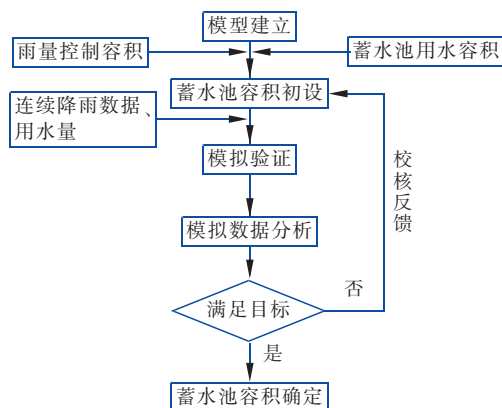 模型建立
雨量控制容积
蓄水池用水容积
蓄水池容积初设
连续降雨数据、
用水量
模拟验证
校核反馈
模拟数据分析
满足目标
否
是
蓄水池容积确定